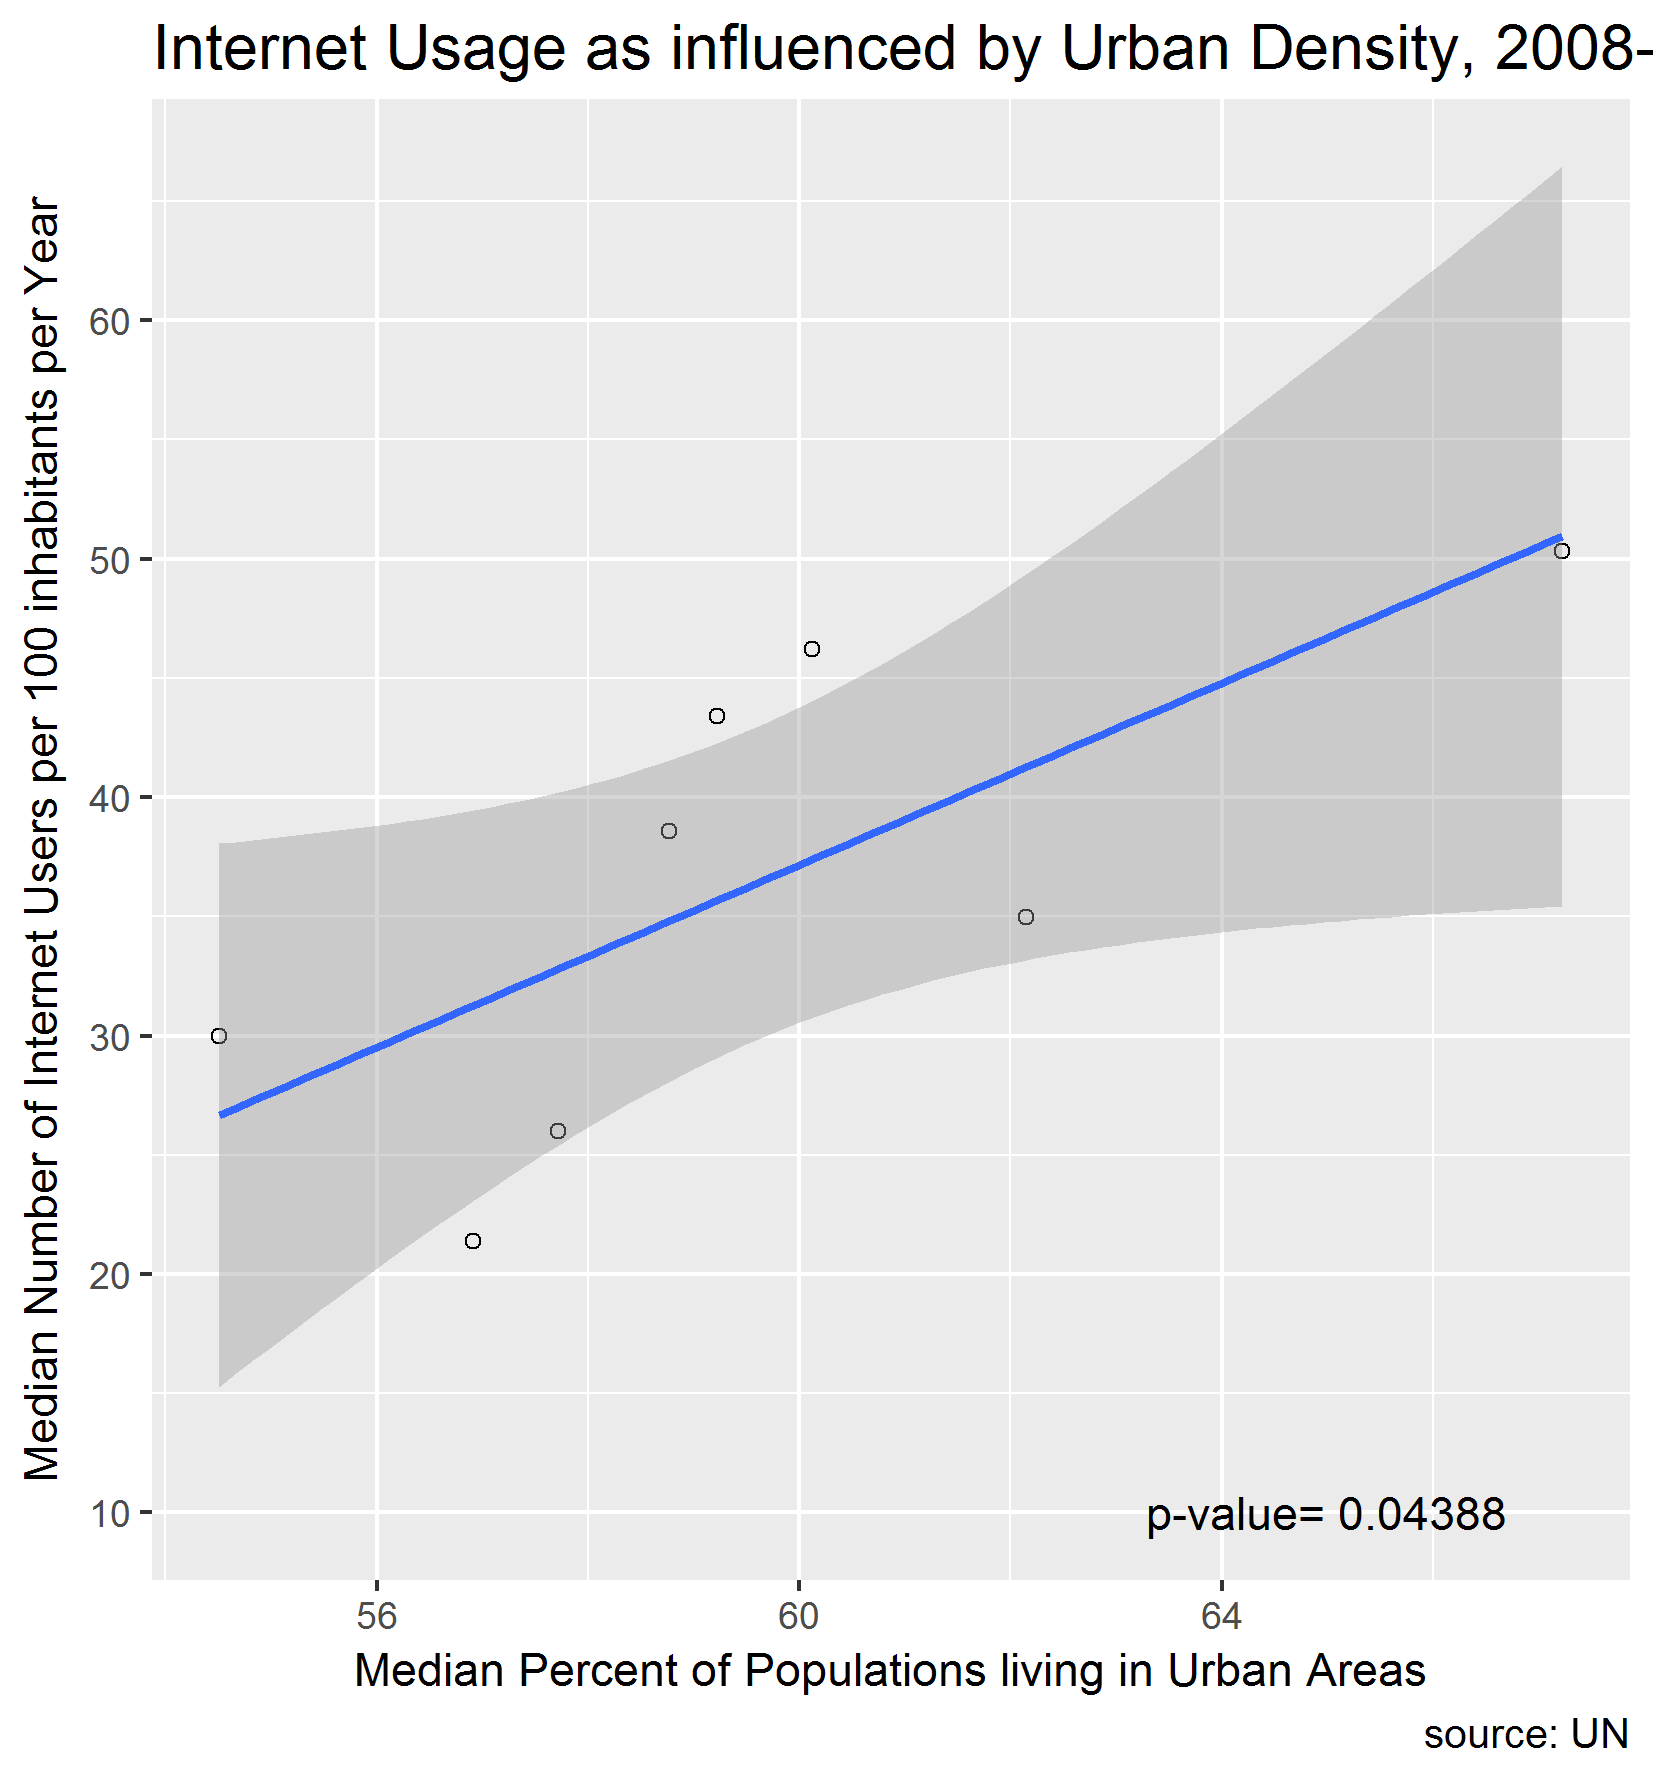 Internet Usage as influenced by Urban Density, 2008-
Median Number of Internet Users per 100 inhabitants per Year
60
50
40
30
20
10
p-value= 0.04388
56 60 64
Median Percent of Populations living in Urban Areas
source: UN